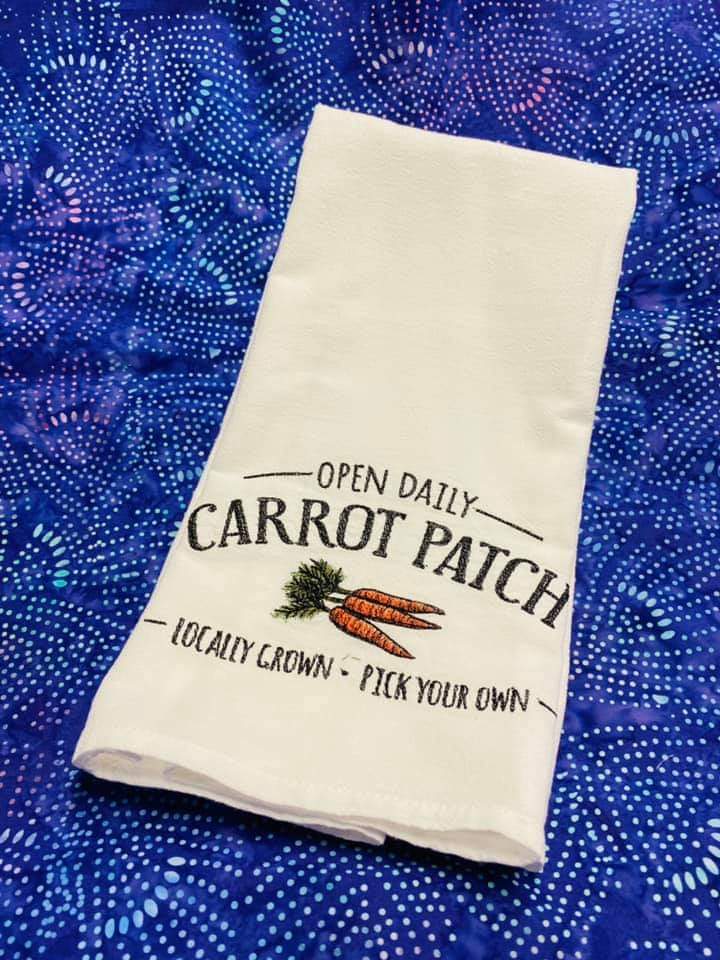 OPEN DAILY
CARROT PATCH
LOCALLY GROWN • PICK YOUR OWN